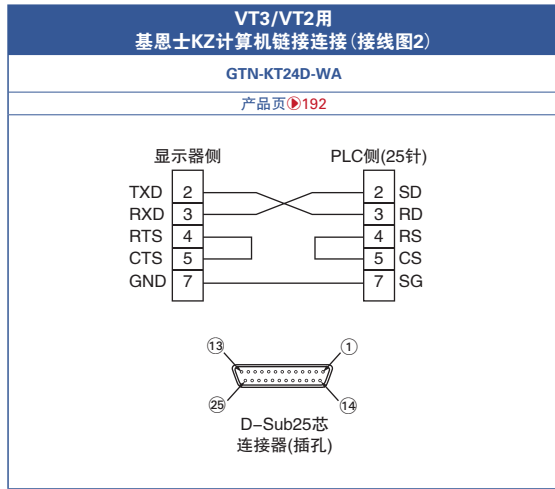 VT3/VT2用
基恩士KZ计算机链接连接(接线图2)
GTN-KT24D-WA
产品页▶192
显示器侧 PLC侧(25针)
TXD 2 2 SD
RXD 3 3 RD
RTS 4 4 RS
CTS 5 5 CS
GND 7 7 SG
⑬ ①
㉕ ⑭
D-Sub25芯
连接器(插孔)